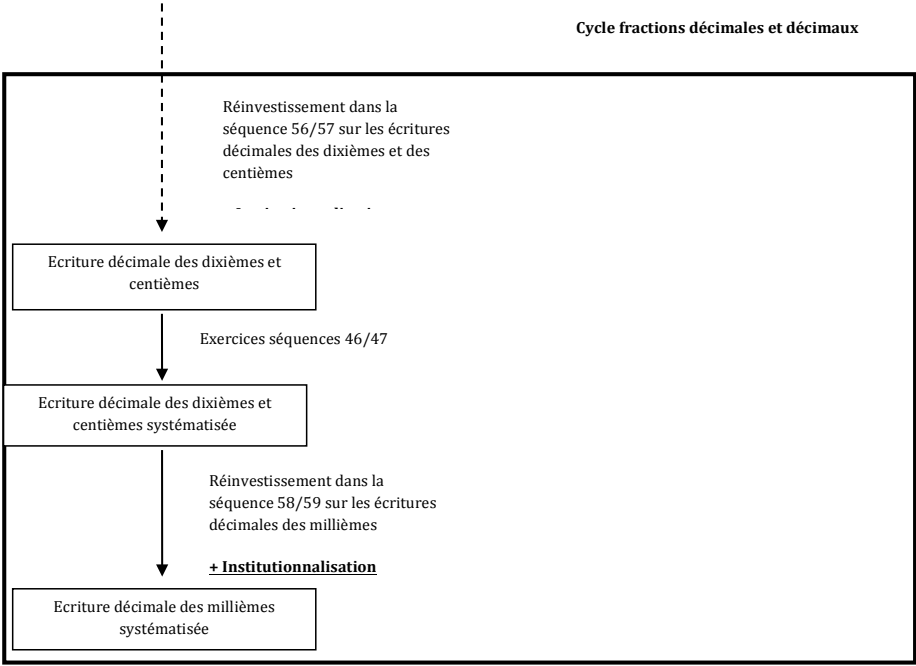 Cycle fractions décimales et décimaux
Réinvestissement dans la
séquence 56/57 sur les écritures
décimales des dixièmes et des
centièmes
Ecriture décimale des dixièmes et
centièmes
Exercices séquences 46/47
Ecriture décimale des dixièmes et
centièmes systématisée
Réinvestissement dans la
séquence 58/59 sur les écritures
décimales des millièmes
+ Institutionnalisation
Ecriture décimale des millièmes
systématisée